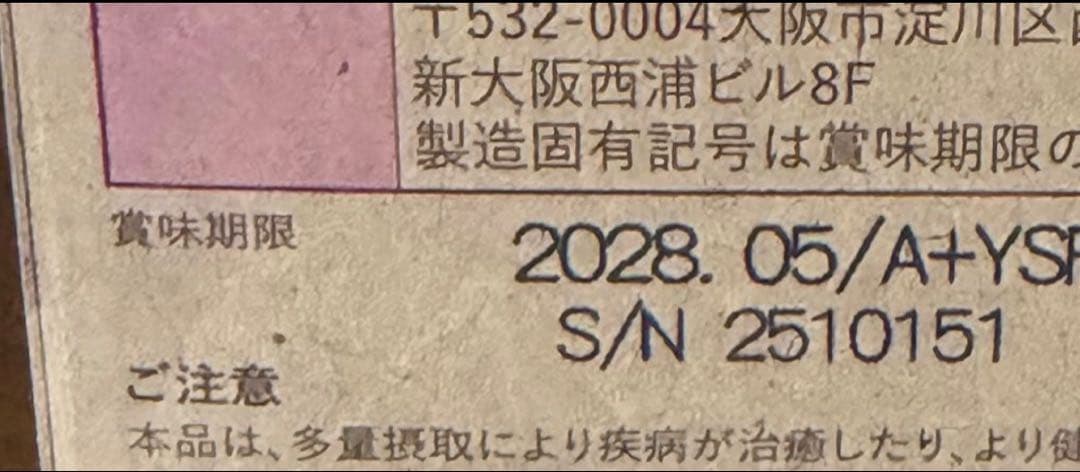 〒532-0004大阪市淀川区
新大阪西浦ビル8F
製造固有記号は賞味期限の
賞味期限
2028. 05/A+YSF
S/N 2510151
ご注意
本品は、多量摂取により疾病が治癒したり、より健